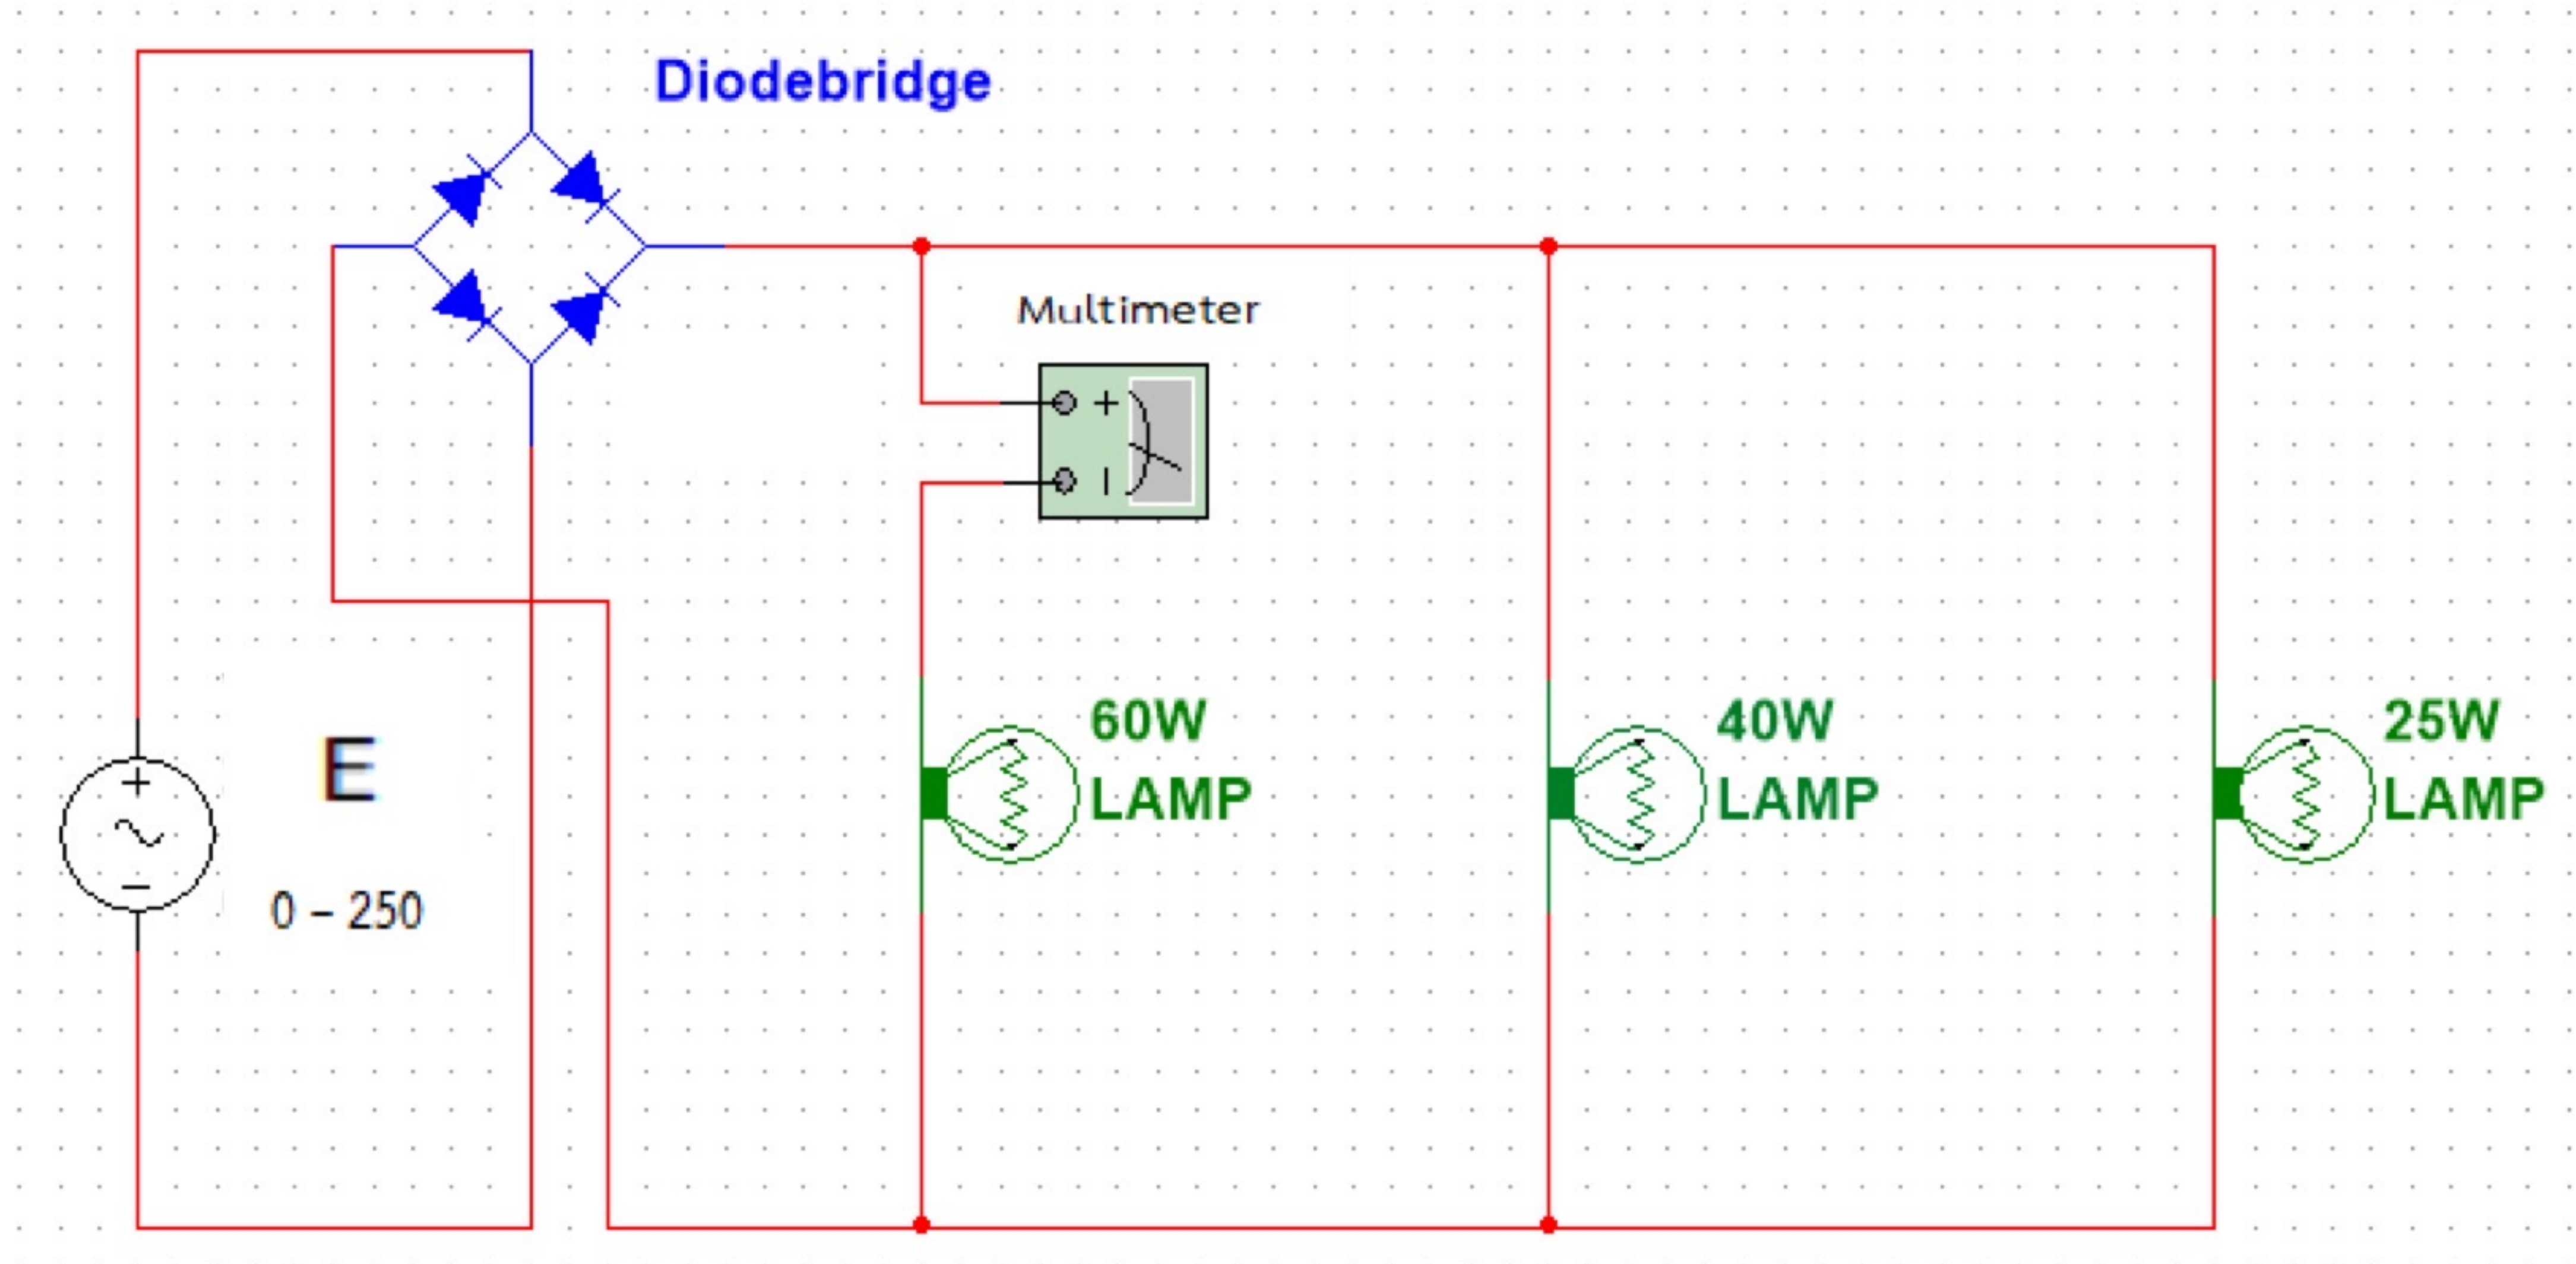 Diodebridge
Multimeter
+
–
E
0 – 250
+
–
60W
LAMP
40W
LAMP
25W
LAMP